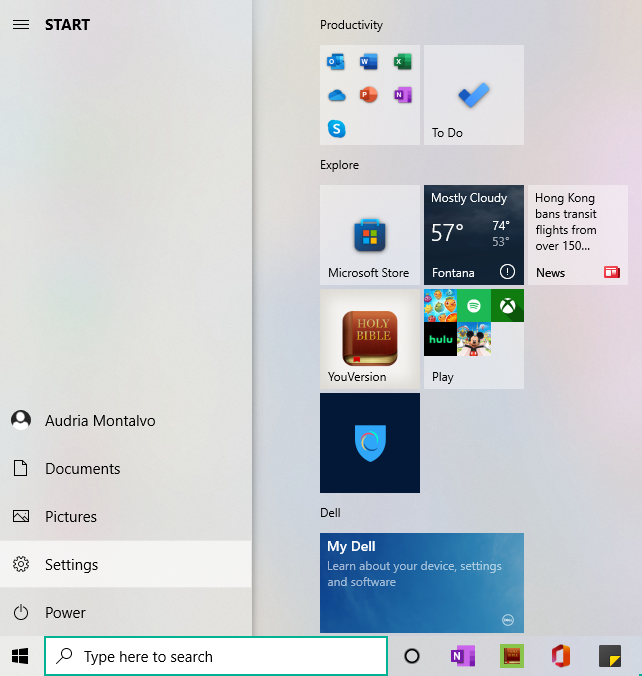 START
Productivity
To Do
Explore
Microsoft Store
Mostly Cloudy
57°
74°
53°
Fontana
Hong Kong
bans transit
flights from
over 150...
News
HOLY
BIBLE
YouVersion
hulu
Play
Audria Montalvo
Documents
Pictures
Settings
Power
Dell
My Dell
Learn about your device, settings
and software
Type here to search